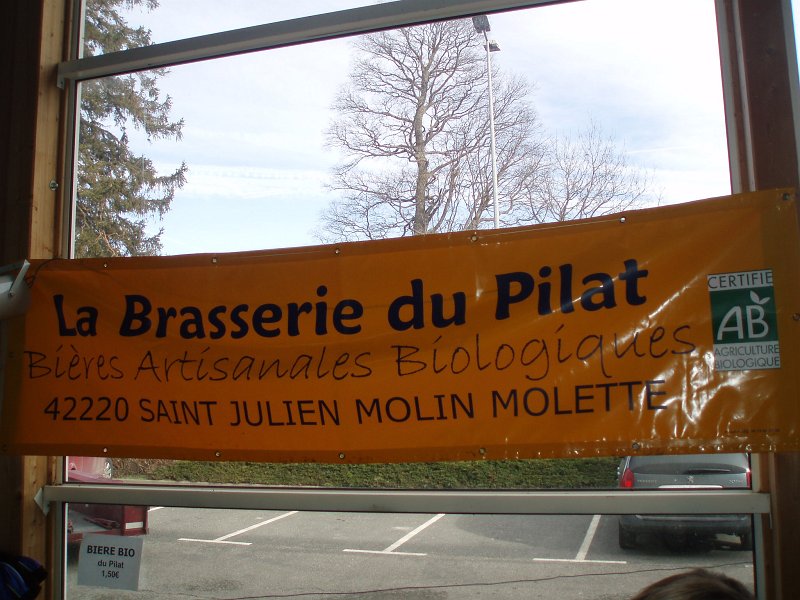 La Brasserie du Pilat
Bières Artisanales Biologiques
42220 SAINT JULIEN MOLIN MOLETTE
CERTIFIÉ
AB
AGRICULTURE
BIOLOGIQUE
BIERE BIO
du Pilat
1,50€